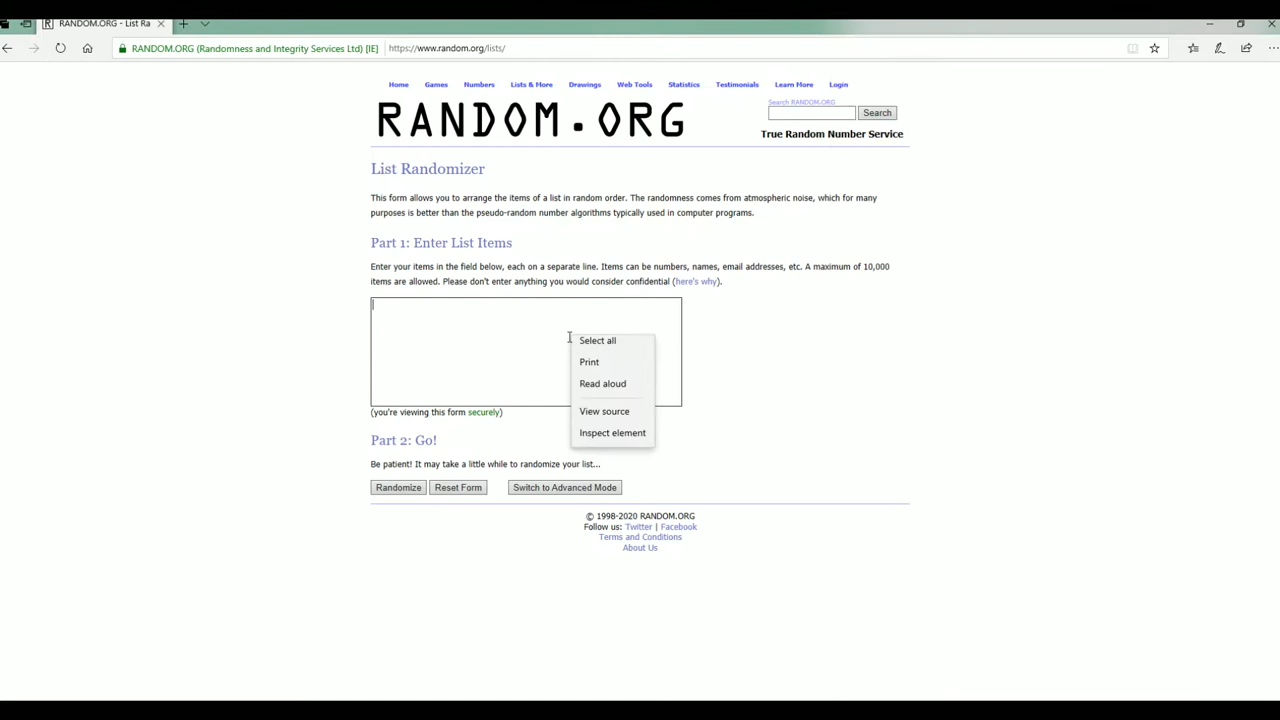 RANDOM.ORG - List Ra
RANDOM.ORG (Randomness and Integrity Services Ltd) [IE]
https://www.random.org/lists/
Home Games Numbers Lists & More Drawings Web Tools Statistics Testimonials Learn More Login
RANDOM.ORG
Search RANDOM.ORG
Search
True Random Number Service
List Randomizer
This form allows you to arrange the items of a list in random order. The randomness comes from atmospheric noise, which for many
purposes is better than the pseudo-random number algorithms typically used in computer programs.
Part 1: Enter List Items
Enter your items in the field below, each on a separate line. Items can be numbers, names, email addresses, etc. A maximum of 10,000
items are allowed. Please don't enter anything you would consider confidential (here's why).
Select all
Print
Read aloud
View source
Inspect element
(you're viewing this form securely)
Part 2: Go!
Be patient! It may take a little while to randomize your list...
Randomize Reset Form Switch to Advanced Mode
© 1998-2020 RANDOM.ORG
Follow us: Twitter | Facebook
Terms and Conditions
About Us